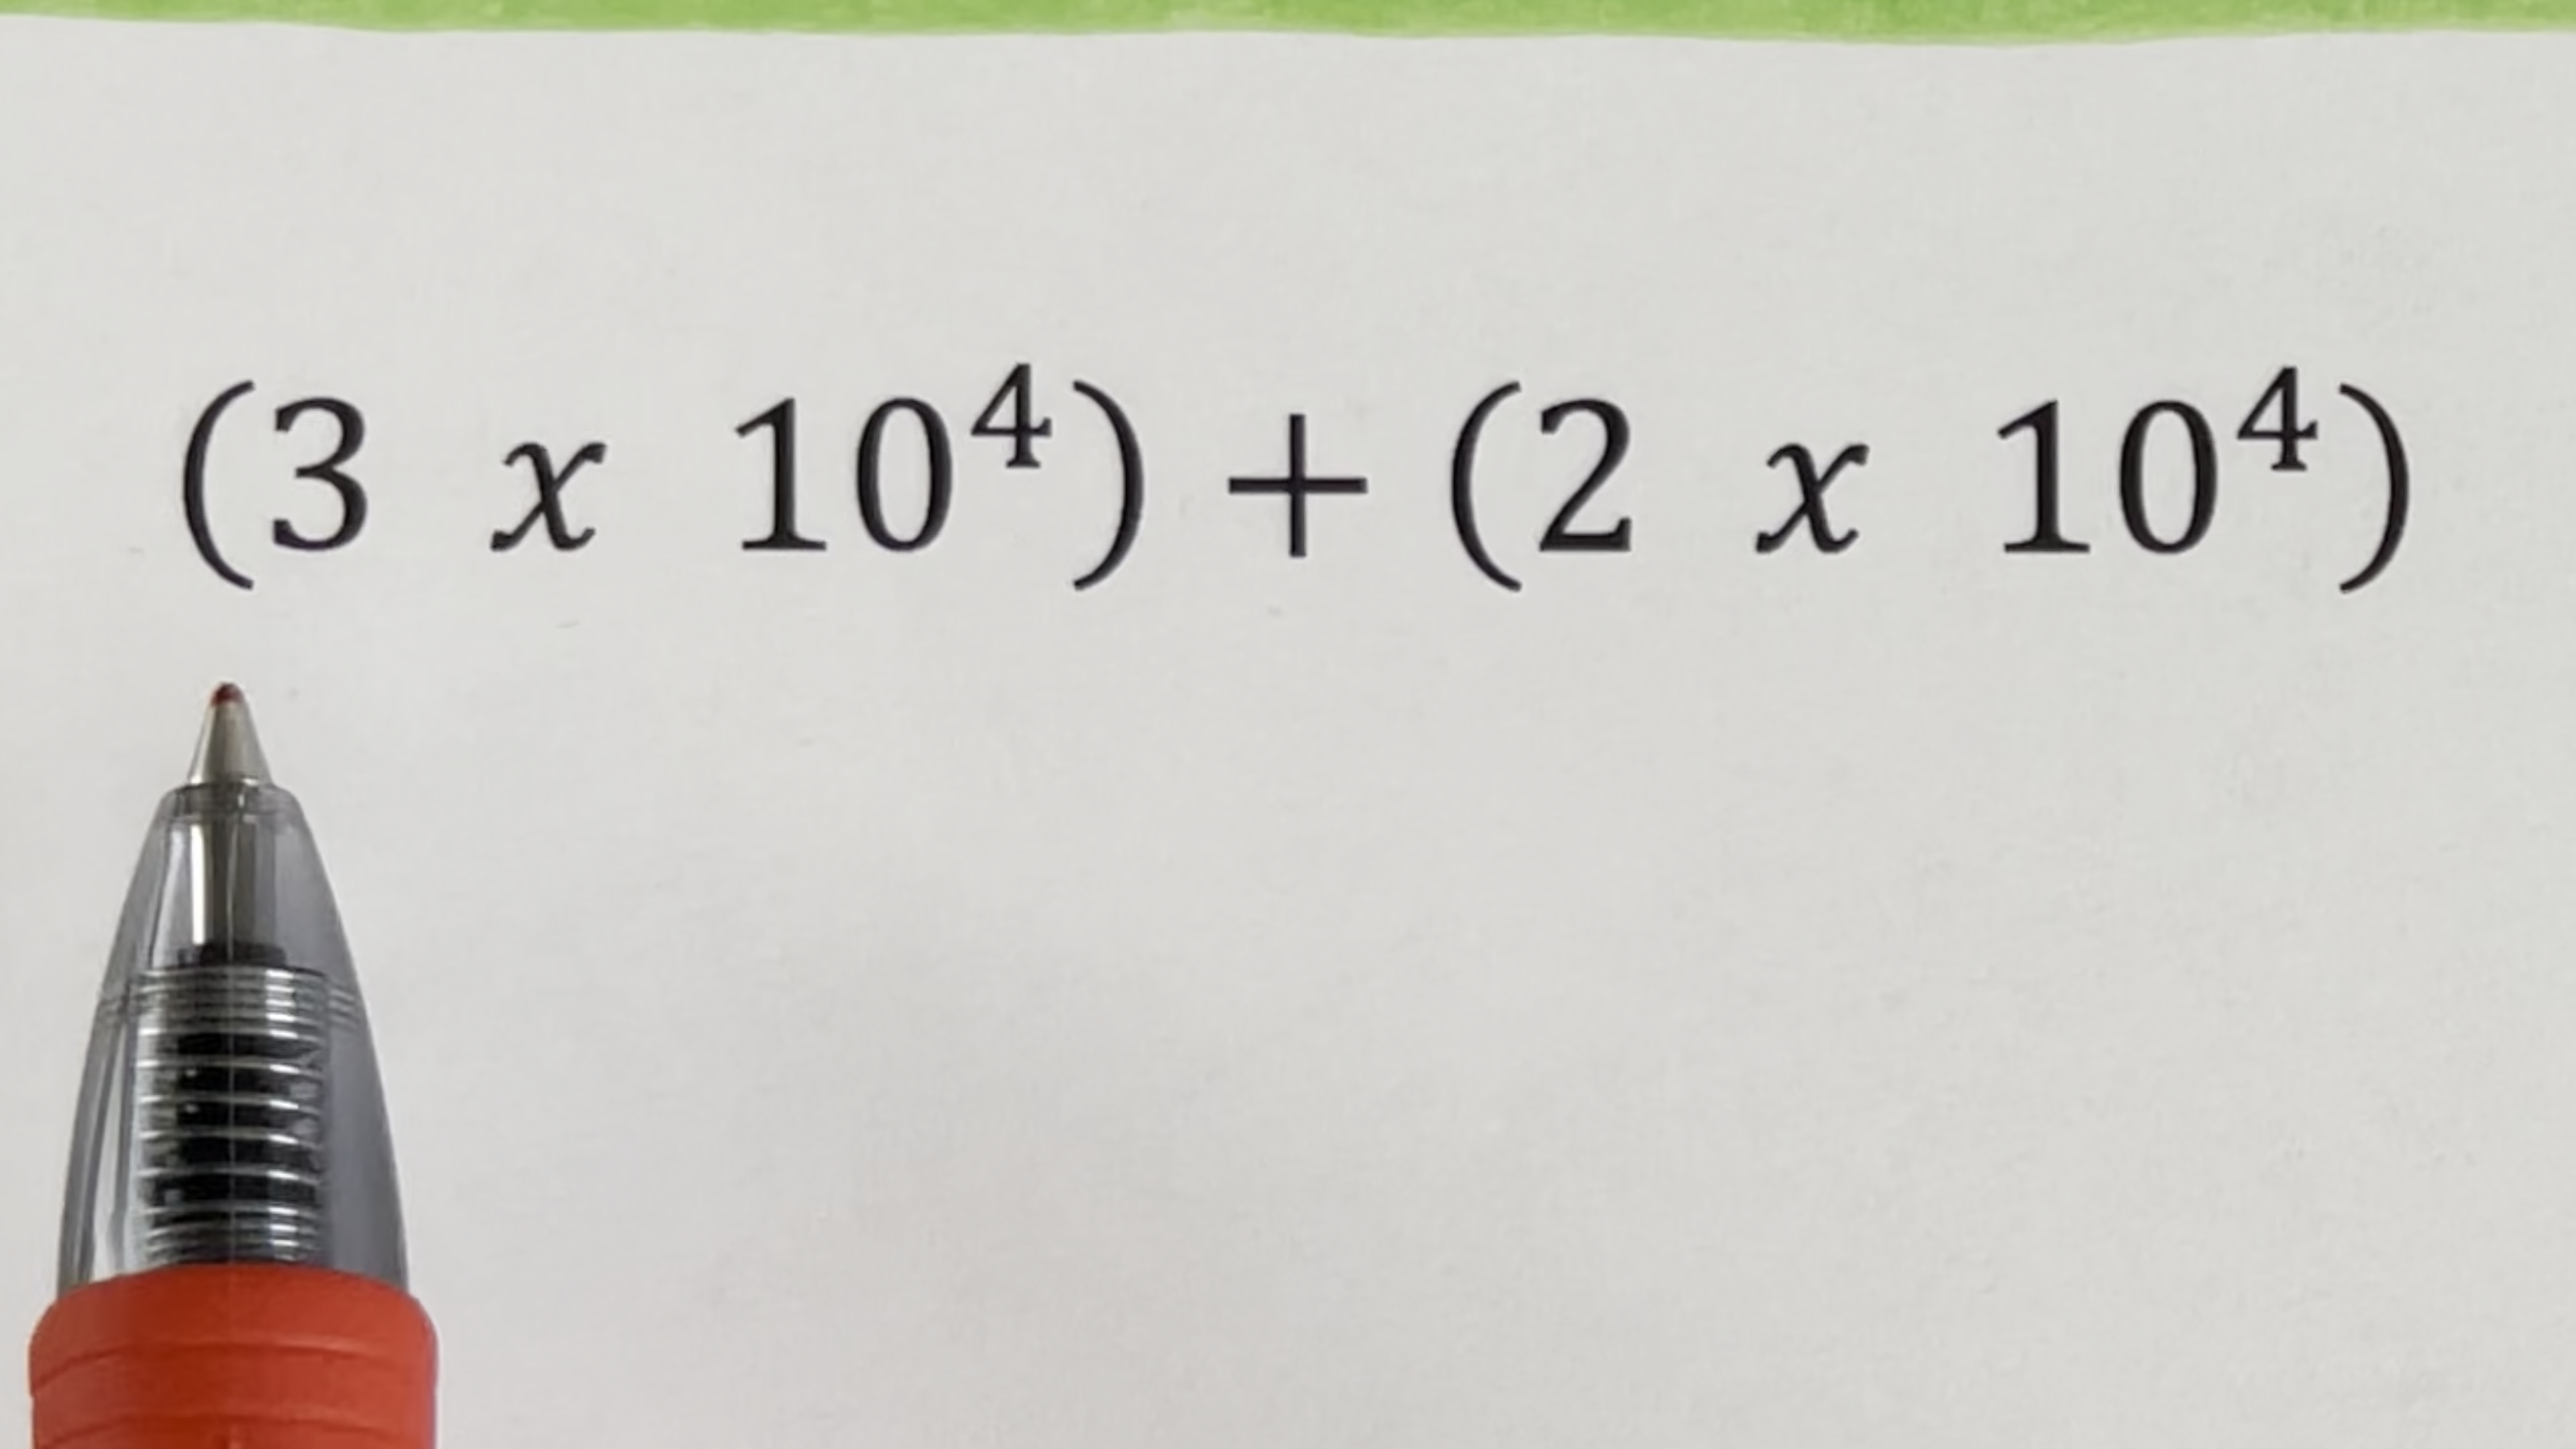 (3 x 10⁴) + (2 x 10⁴)